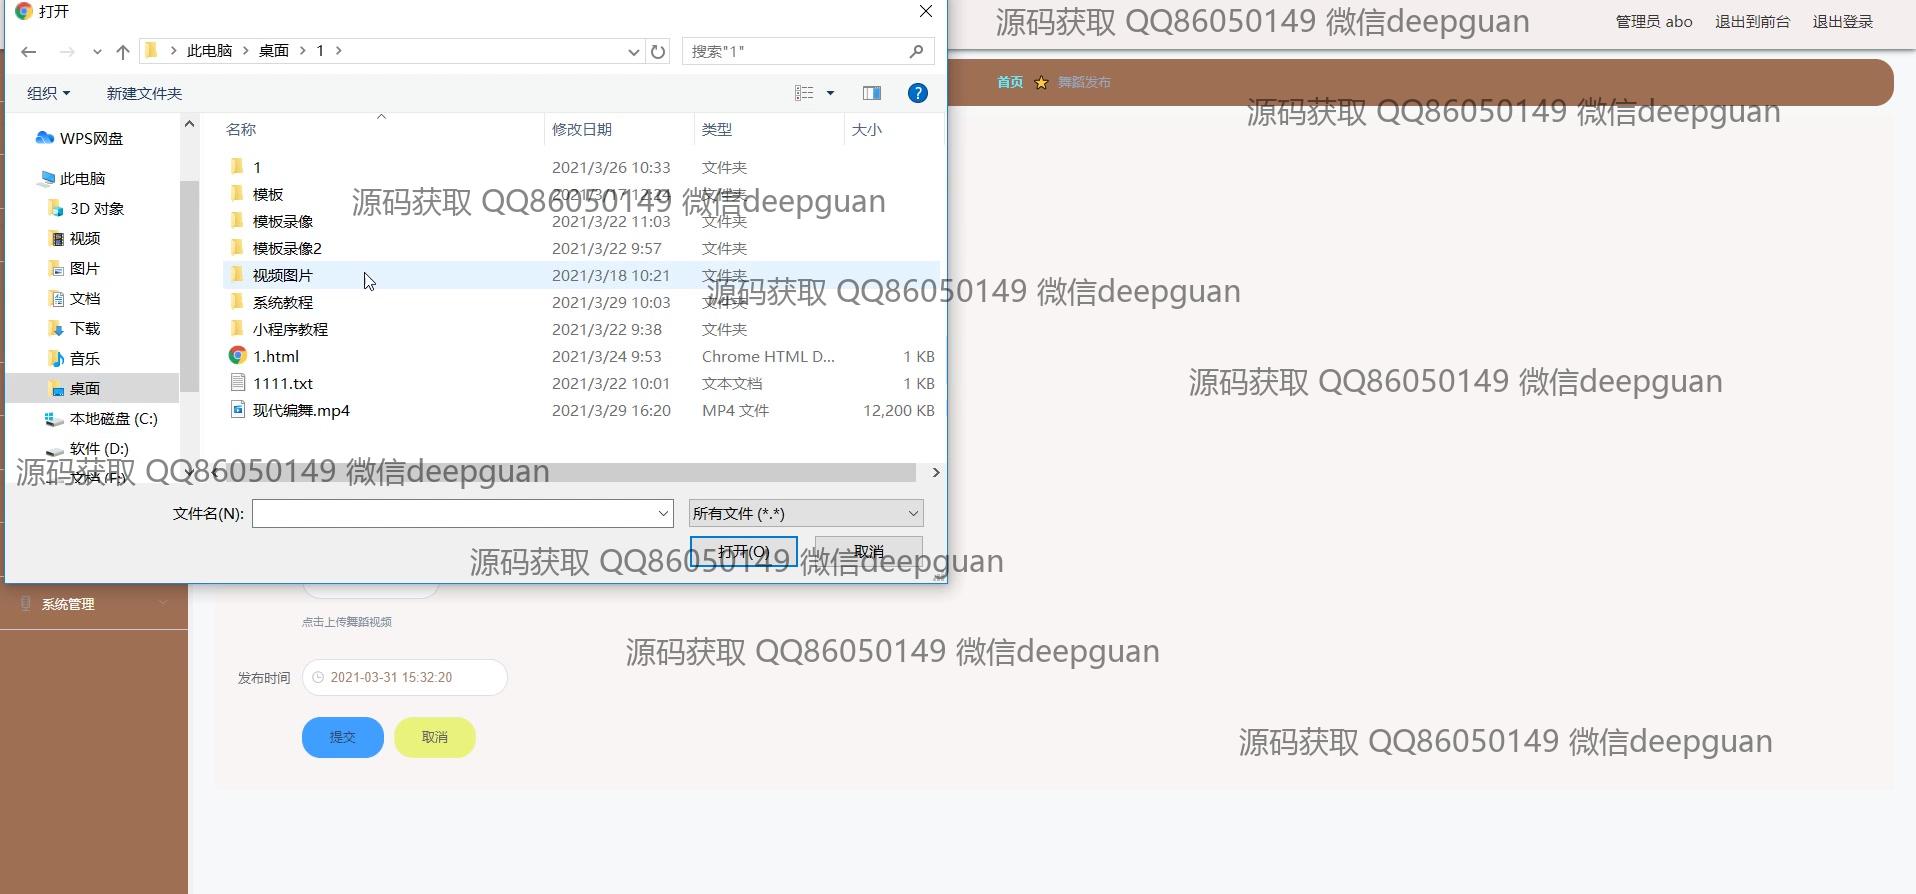 打开
源码获取 QQ86050149 微信deepguan
管理员 abo 退出到前台 退出登录
此电脑 桌面 1
搜索"1"
首页 舞蹈发布
组织 新建文件夹
源码获取 QQ86050149 微信deepguan
名称 修改日期 类型 大小
WPS网盘
此电脑
3D 对象
视频
图片
文档
下载
音乐
桌面
本地磁盘 (C:)
软件 (D:)
文档 (E:)
1 2021/3/26 10:33 文件夹
模板 2021/3/17 12:24 文件夹
源码获取 QQ86050149 微信deepguan
模板录像 2021/3/22 11:03 文件夹
模板录像2 2021/3/22 9:57 文件夹
视频图片 2021/3/18 10:21 文件夹
源码获取 QQ86050149 微信deepguan
系统教程 2021/3/29 10:03 文件夹
小程序教程 2021/3/22 9:38 文件夹
1.html 2021/3/24 9:53 Chrome HTML D... 1 KB
1111.txt 2021/3/22 10:01 文本文档 1 KB
源码获取 QQ86050149 微信deepguan
现代编舞.mp4 2021/3/29 16:20 MP4 文件 12,200 KB
源码获取 QQ86050149 微信deepguan
文件名(N): 所有文件 (*.*)
打开(O) 取消
源码获取 QQ86050149 微信deepguan
系统管理
点击上传舞蹈视频
源码获取 QQ86050149 微信deepguan
发布时间 2021-03-31 15:32:20
提交 取消
源码获取 QQ86050149 微信deepguan